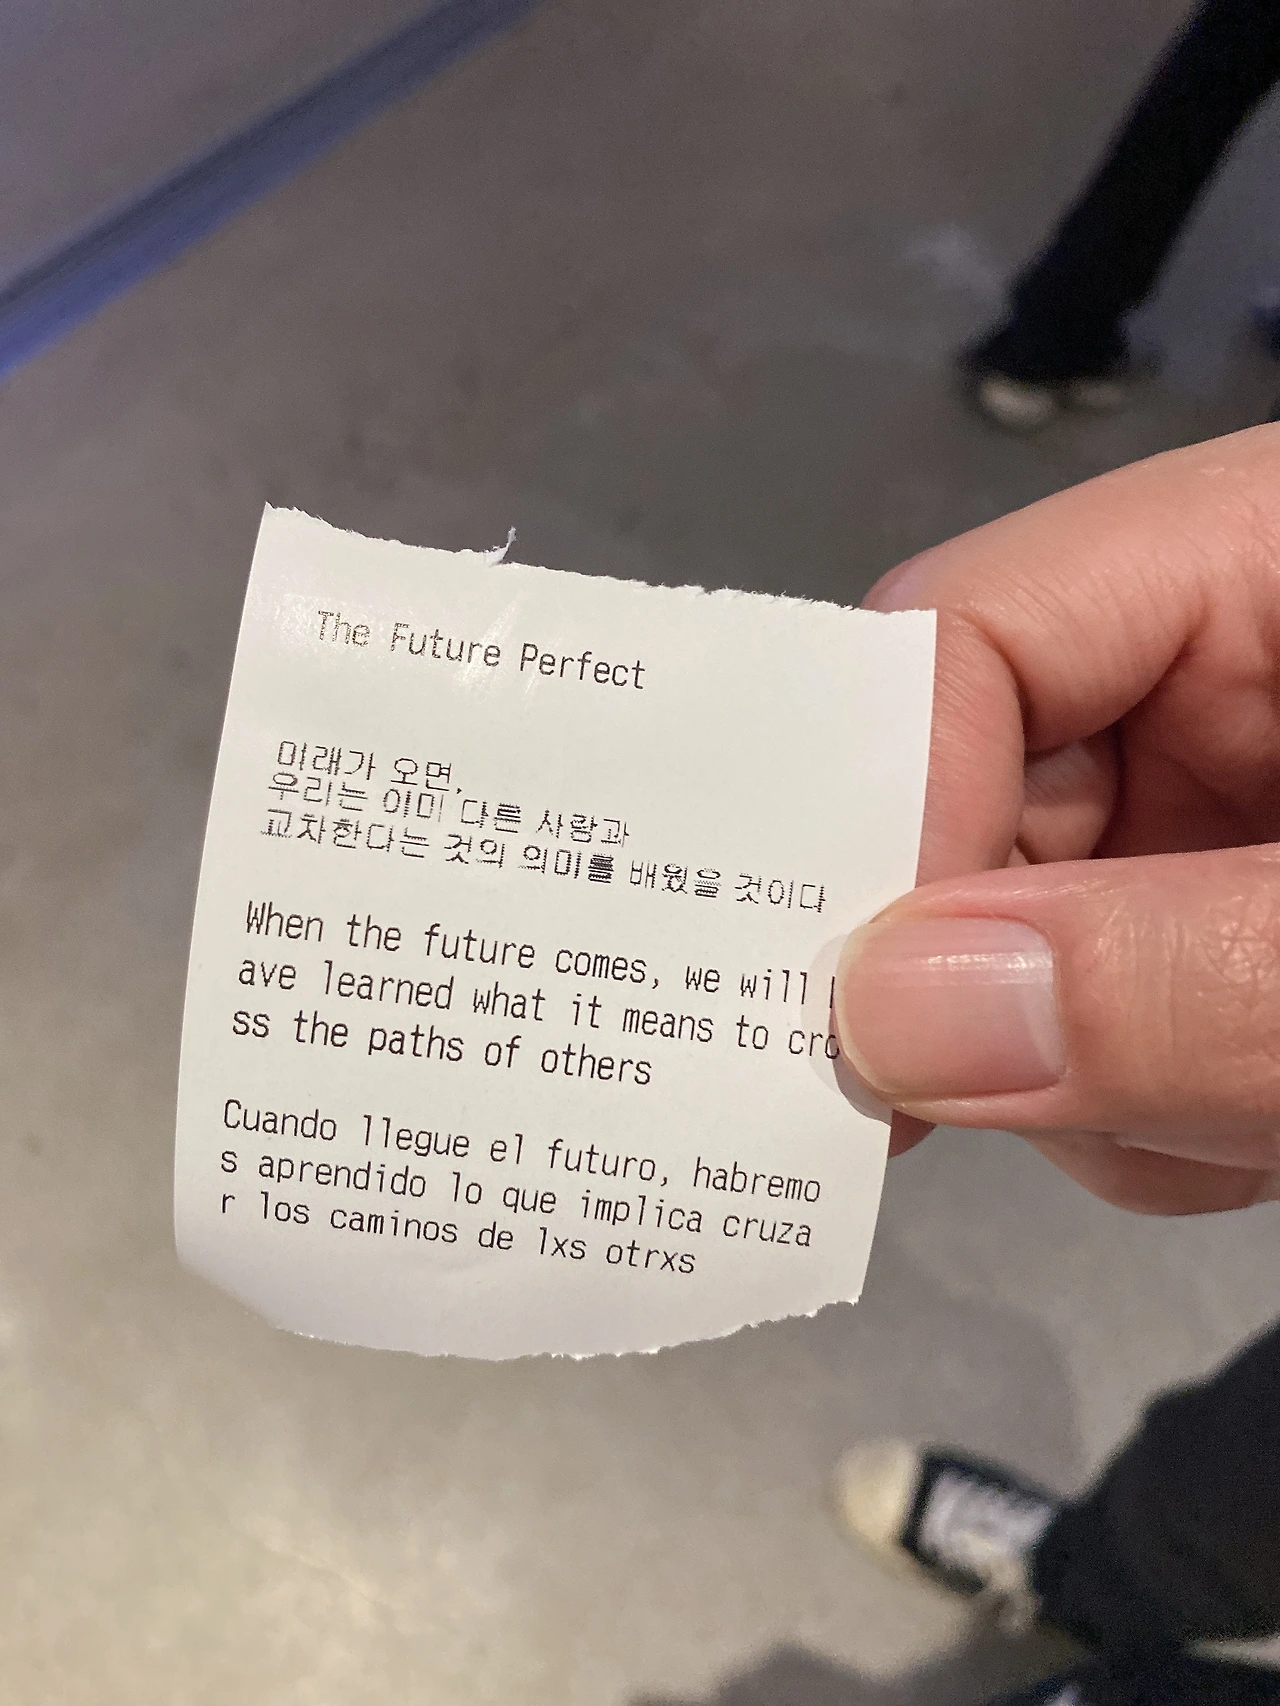 The Future Perfect
미래가 오면,
우리는 이미 다른 사람과
교차한다는 것의 의미를 배웠을 것이다
When the future comes, we will
ave learned what it means to cro
ss the paths of others
Cuando llegue el futuro, habremo
s aprendido lo que implica cruza
r los caminos de lxs otrxs